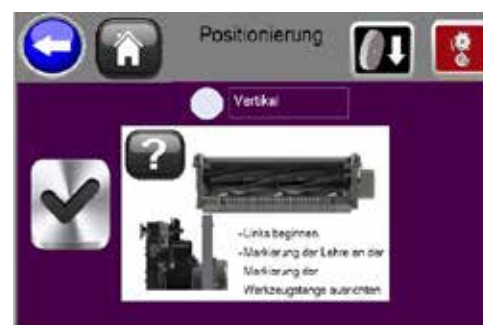 Positionierung
Vertikal
-Links beginnen.
-Markierung der Lehre an der
Markierung der
Werkzeugstange ausrichten